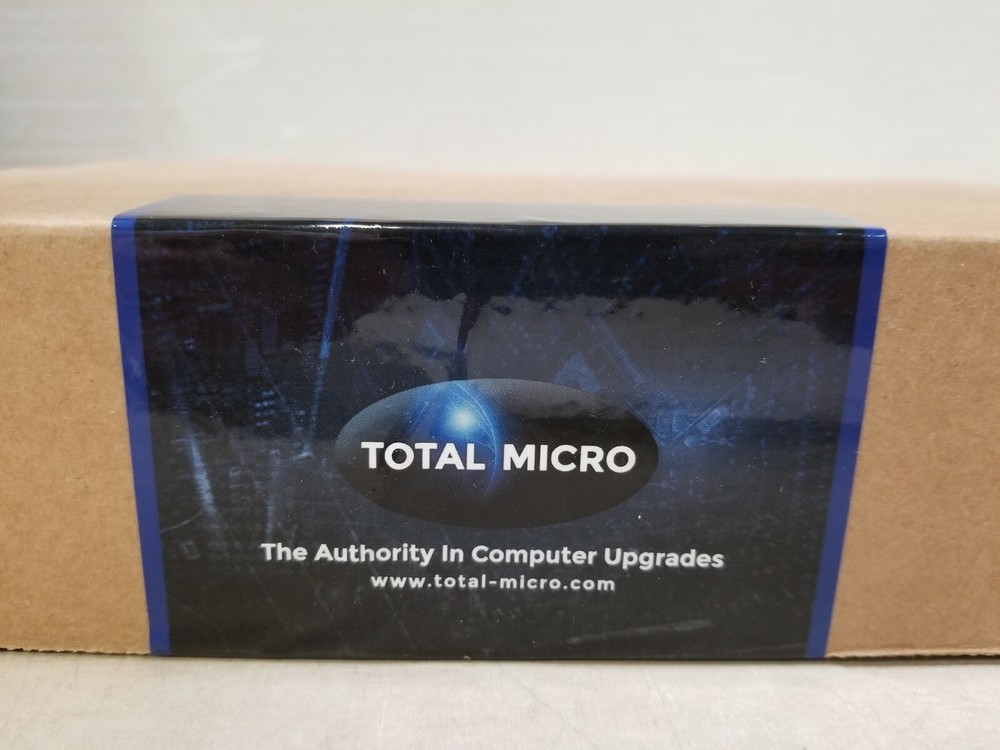 TOTAL MICRO
The Authority In Computer Upgrades
www.total-micro.com